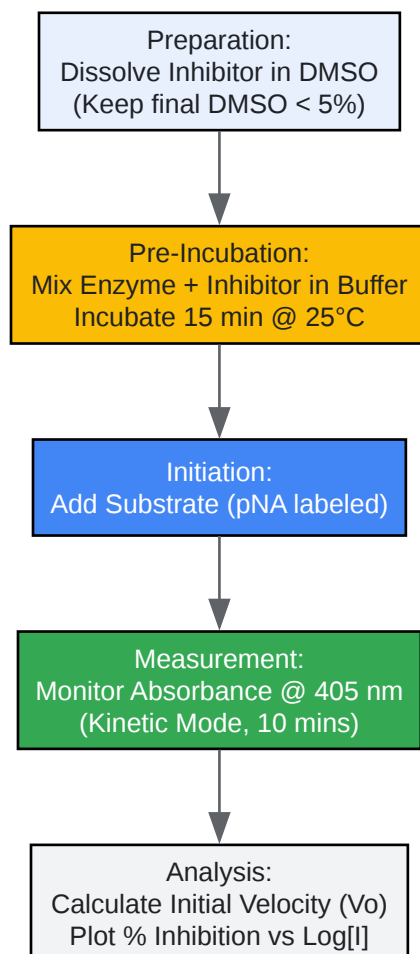 Preparation:
Dissolve Inhibitor in DMSO
(Keep final DMSO < 5%)
Pre-Incubation:
Mix Enzyme + Inhibitor in Buffer
Incubate 15 min @ 25°C
Initiation:
Add Substrate (pNA labeled)
Measurement:
Monitor Absorbance @ 405 nm
(Kinetic Mode, 10 mins)
Analysis:
Calculate Initial Velocity (Vo)
Plot % Inhibition vs Log[I]